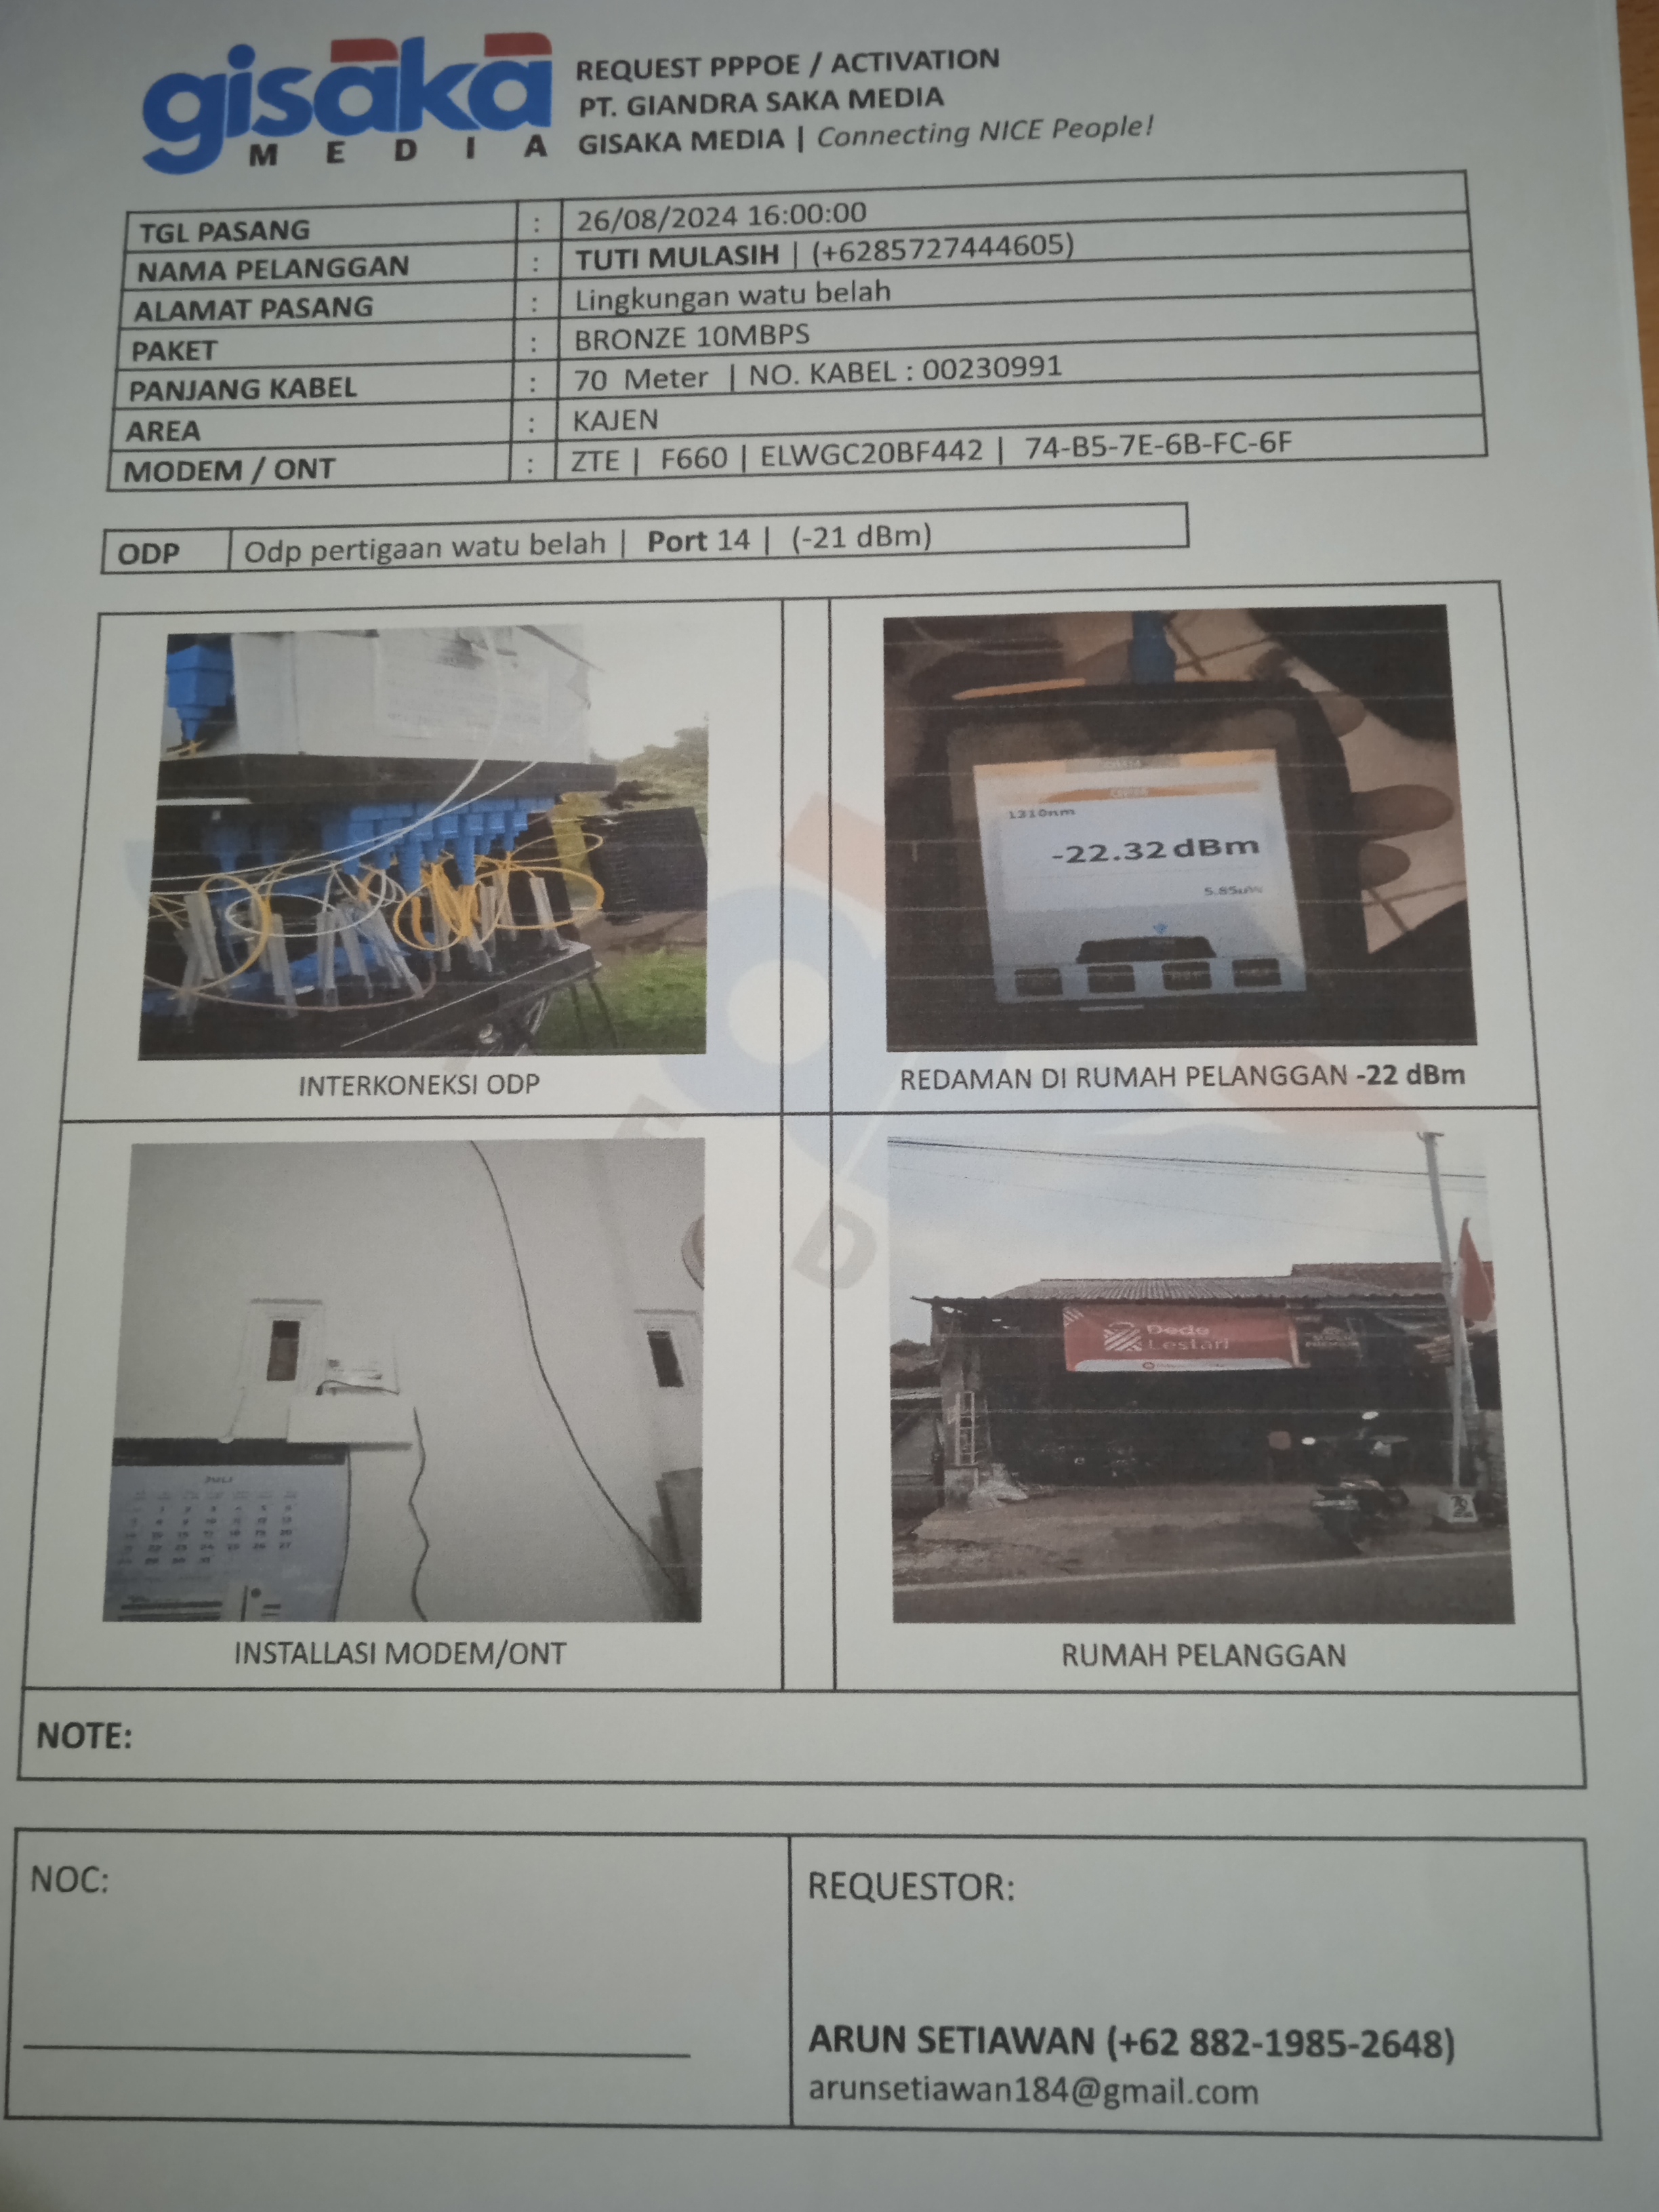 gisaka
MEDIA
REQUEST PPPOE / ACTIVATION
PT. GIANDRA SAKA MEDIA
GISAKA MEDIA | Connecting NICE People!
TGL PASANG : 26/08/2024 16:00:00
NAMA PELANGGAN : TUTI MULASIH | (+6285727444605)
ALAMAT PASANG : Lingkungan watu belah
PAKET : BRONZE 10MBPS
PANJANG KABEL : 70 Meter | NO. KABEL : 00230991
AREA : KAJEN
MODEM / ONT : ZTE | F660 | ELWGC20BF442 | 74-B5-7E-6B-FC-6F
ODP Odp pertigaan watu belah | Port 14 | (-21 dBm)
1310nm
-22.32 dBm
5.85uW
INTERKONEKSI ODP
REDAMAN DI RUMAH PELANGGAN -22 dBm
JULI
Dede
Lestari
INSTALLASI MODEM/ONT
RUMAH PELANGGAN
NOTE:
NOC:
REQUESTOR:
ARUN SETIAWAN (+62 882-1985-2648)
arunsetiawan184@gmail.com